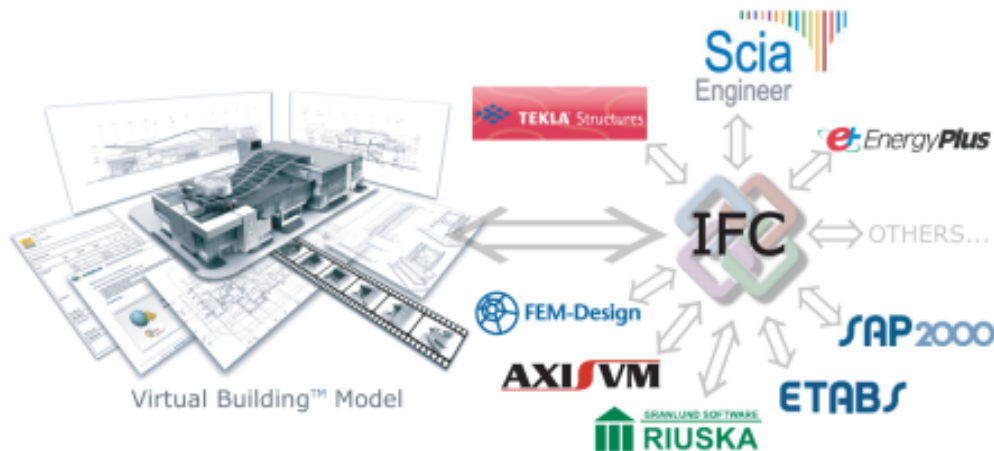 Scia
Engineer
TEKLA Structures
e+ EnergyPlus
IFC
OTHERS...
FEM-Design
SAP2000
AXISVM
ETABS
GRANLUND SOFTWARE
RIUSKA
Virtual Building™ Model